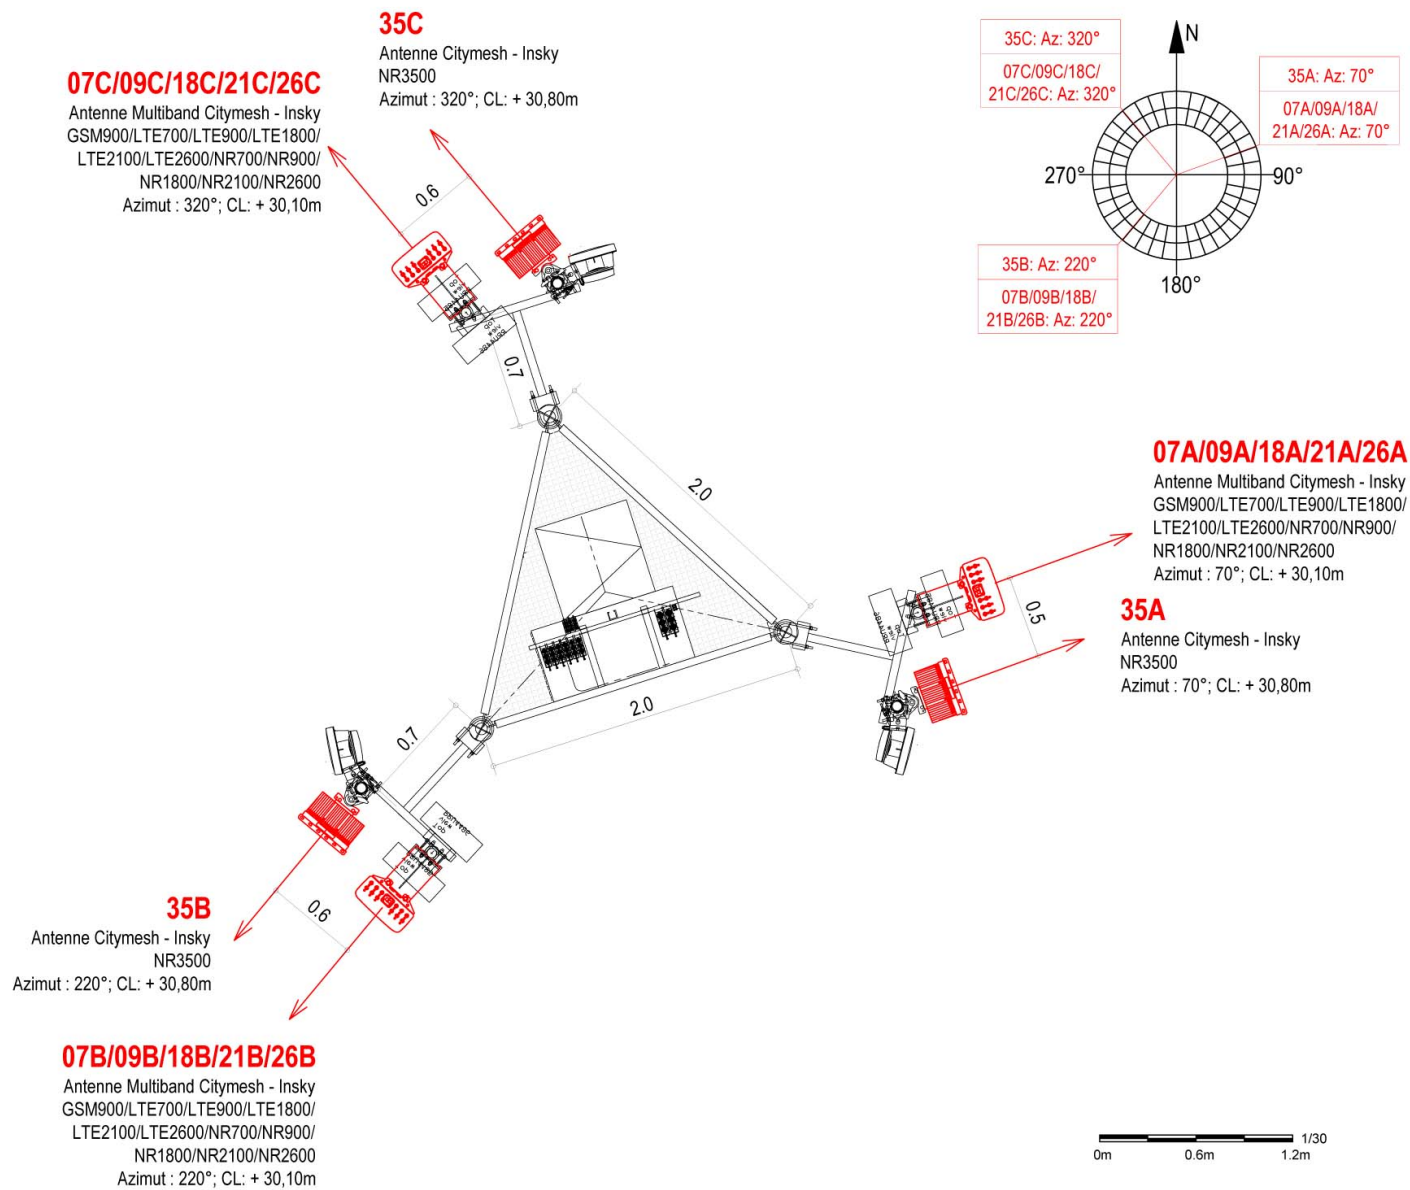 35C
Antenne Citymesh - Insky
NR3500
Azimut : 320°; CL: + 30,80m
07C/09C/18C/21C/26C
Antenne Multiband Citymesh - Insky
GSM900/LTE700/LTE900/LTE1800/
LTE2100/LTE2600/NR700/NR900/
NR1800/NR2100/NR2600
Azimut : 320°; CL: + 30,10m
35C: Az: 320°
07C/09C/18C/
21C/26C: Az: 320°
N
35A: Az: 70°
07A/09A/18A/
21A/26A: Az: 70°
270°
90°
180°
35B: Az: 220°
07B/09B/18B/
21B/26B: Az: 220°
0.6
0.7
2.0
07A/09A/18A/21A/26A
Antenne Multiband Citymesh - Insky
GSM900/LTE700/LTE900/LTE1800/
LTE2100/LTE2600/NR700/NR900/
NR1800/NR2100/NR2600
Azimut : 70°; CL: + 30,10m
0.5
35A
Antenne Citymesh - Insky
NR3500
Azimut : 70°; CL: + 30,80m
2.0
0.7
0.6
35B
Antenne Citymesh - Insky
NR3500
Azimut : 220°; CL: + 30,80m
07B/09B/18B/21B/26B
Antenne Multiband Citymesh - Insky
GSM900/LTE700/LTE900/LTE1800/
LTE2100/LTE2600/NR700/NR900/
NR1800/NR2100/NR2600
Azimut : 220°; CL: + 30,10m
1/30
0m 0.6m 1.2m